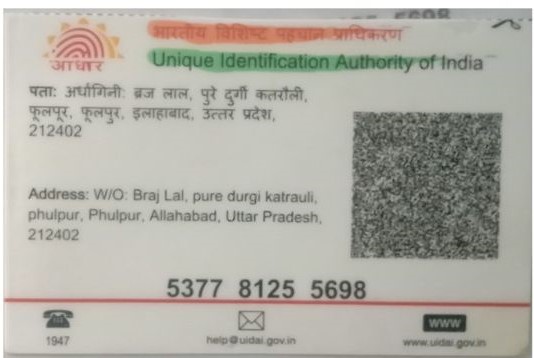 भारतीय विशिष्ट पहचान प्राधिकरण
Unique Identification Authority of India
आधार
पता: अर्धागिनी: ब्रज लाल, पुरे दुर्गी कतरौली,
फूलपूर, फूलपुर, इलाहाबाद, उत्तर प्रदेश,
212402
Address: W/O: Braj Lal, pure durgi katrauli,
phulpur, Phulpur, Allahabad, Uttar Pradesh,
212402
5377 8125 5698
WWW
1947
help@uidai.gov.in
www.uidai.gov.in